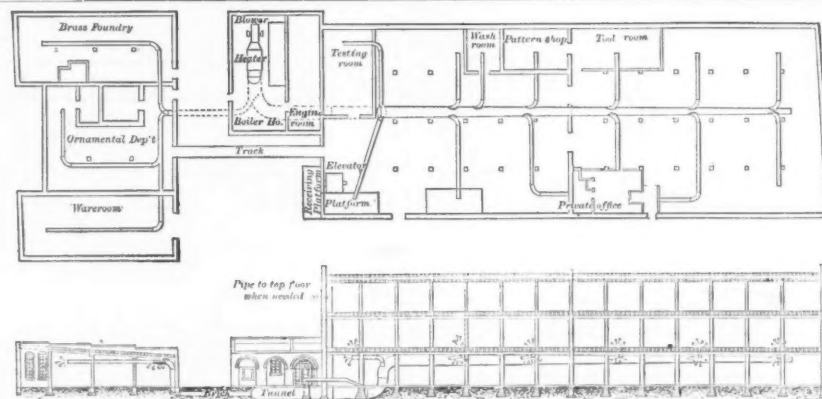 Brass Foundry
Blower
Heater
Testing
room
Wash
room
Pattern shop
Tool room
Boiler Ho.
Engine
room
Ornamental Dep't
Track
Elevator
Receiving
Platform
Platform
Private office
Wareroom
Pipe to top floor
when needed
Tunnel